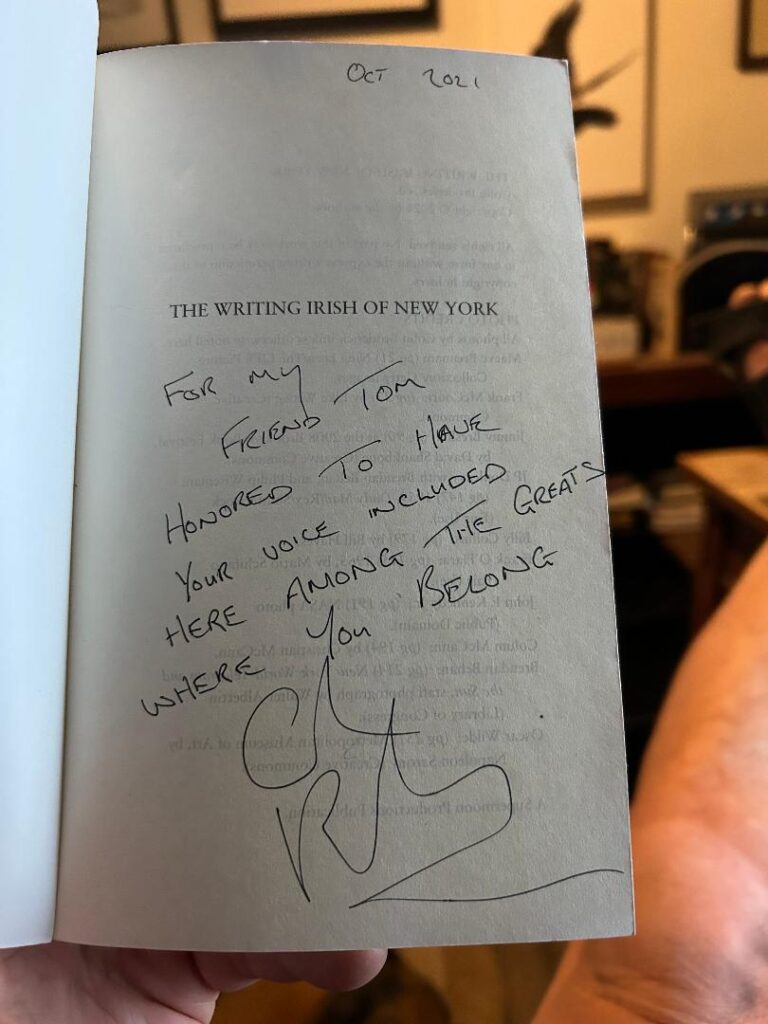 Oct 2021
THE WRITING IRISH OF NEW YORK
FOR MY
FRIEND TOM
HONORED TO HAVE
YOUR VOICE INCLUDED
HERE AMONG THE GREATS
WHERE YOU BELONG